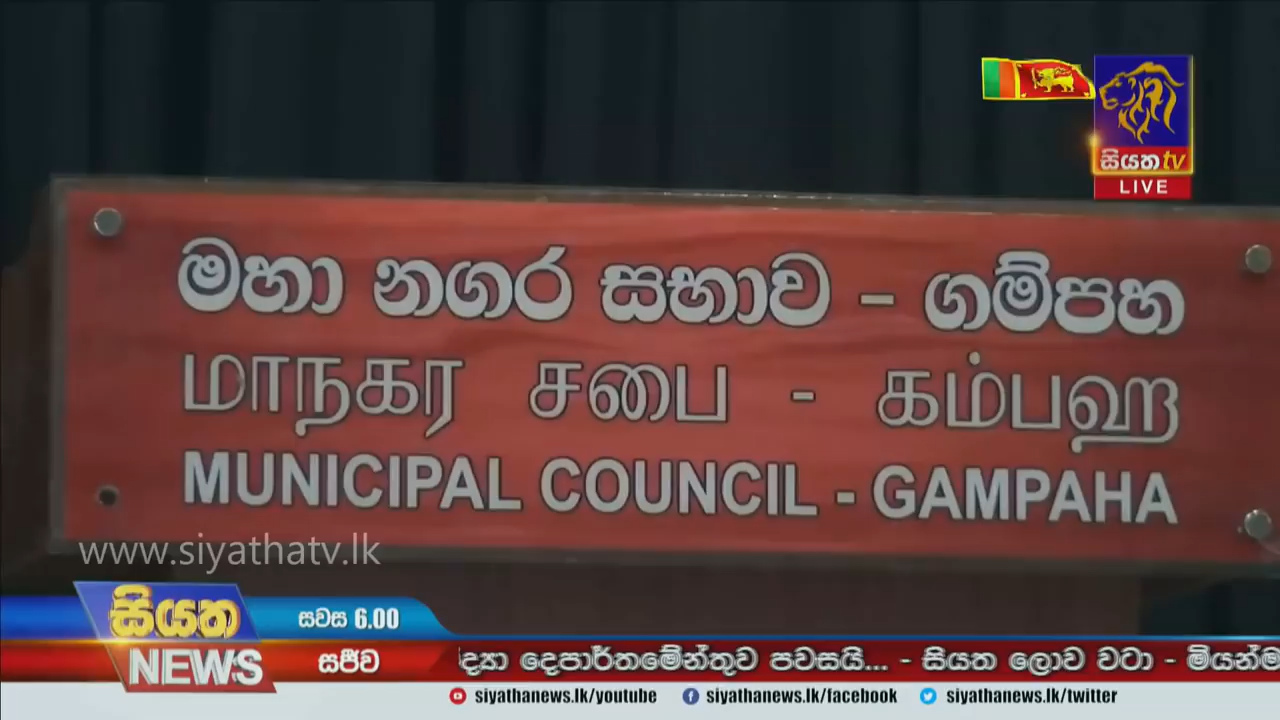 සියත tv
LIVE
මහා නගර සභාව - ගම්පහ
மாநகர சபை - கம்பஹ
MUNICIPAL COUNCIL - GAMPAHA
www.siyathatv.lk
සියත
NEWS
සවස 6.00
සජීව
දෙපාර්තමේන්තුව පවසයි... - සියත ලොව වටා -
siyathanews.lk/youtube siyathanews.lk/facebook siyathanews.lk/twitter